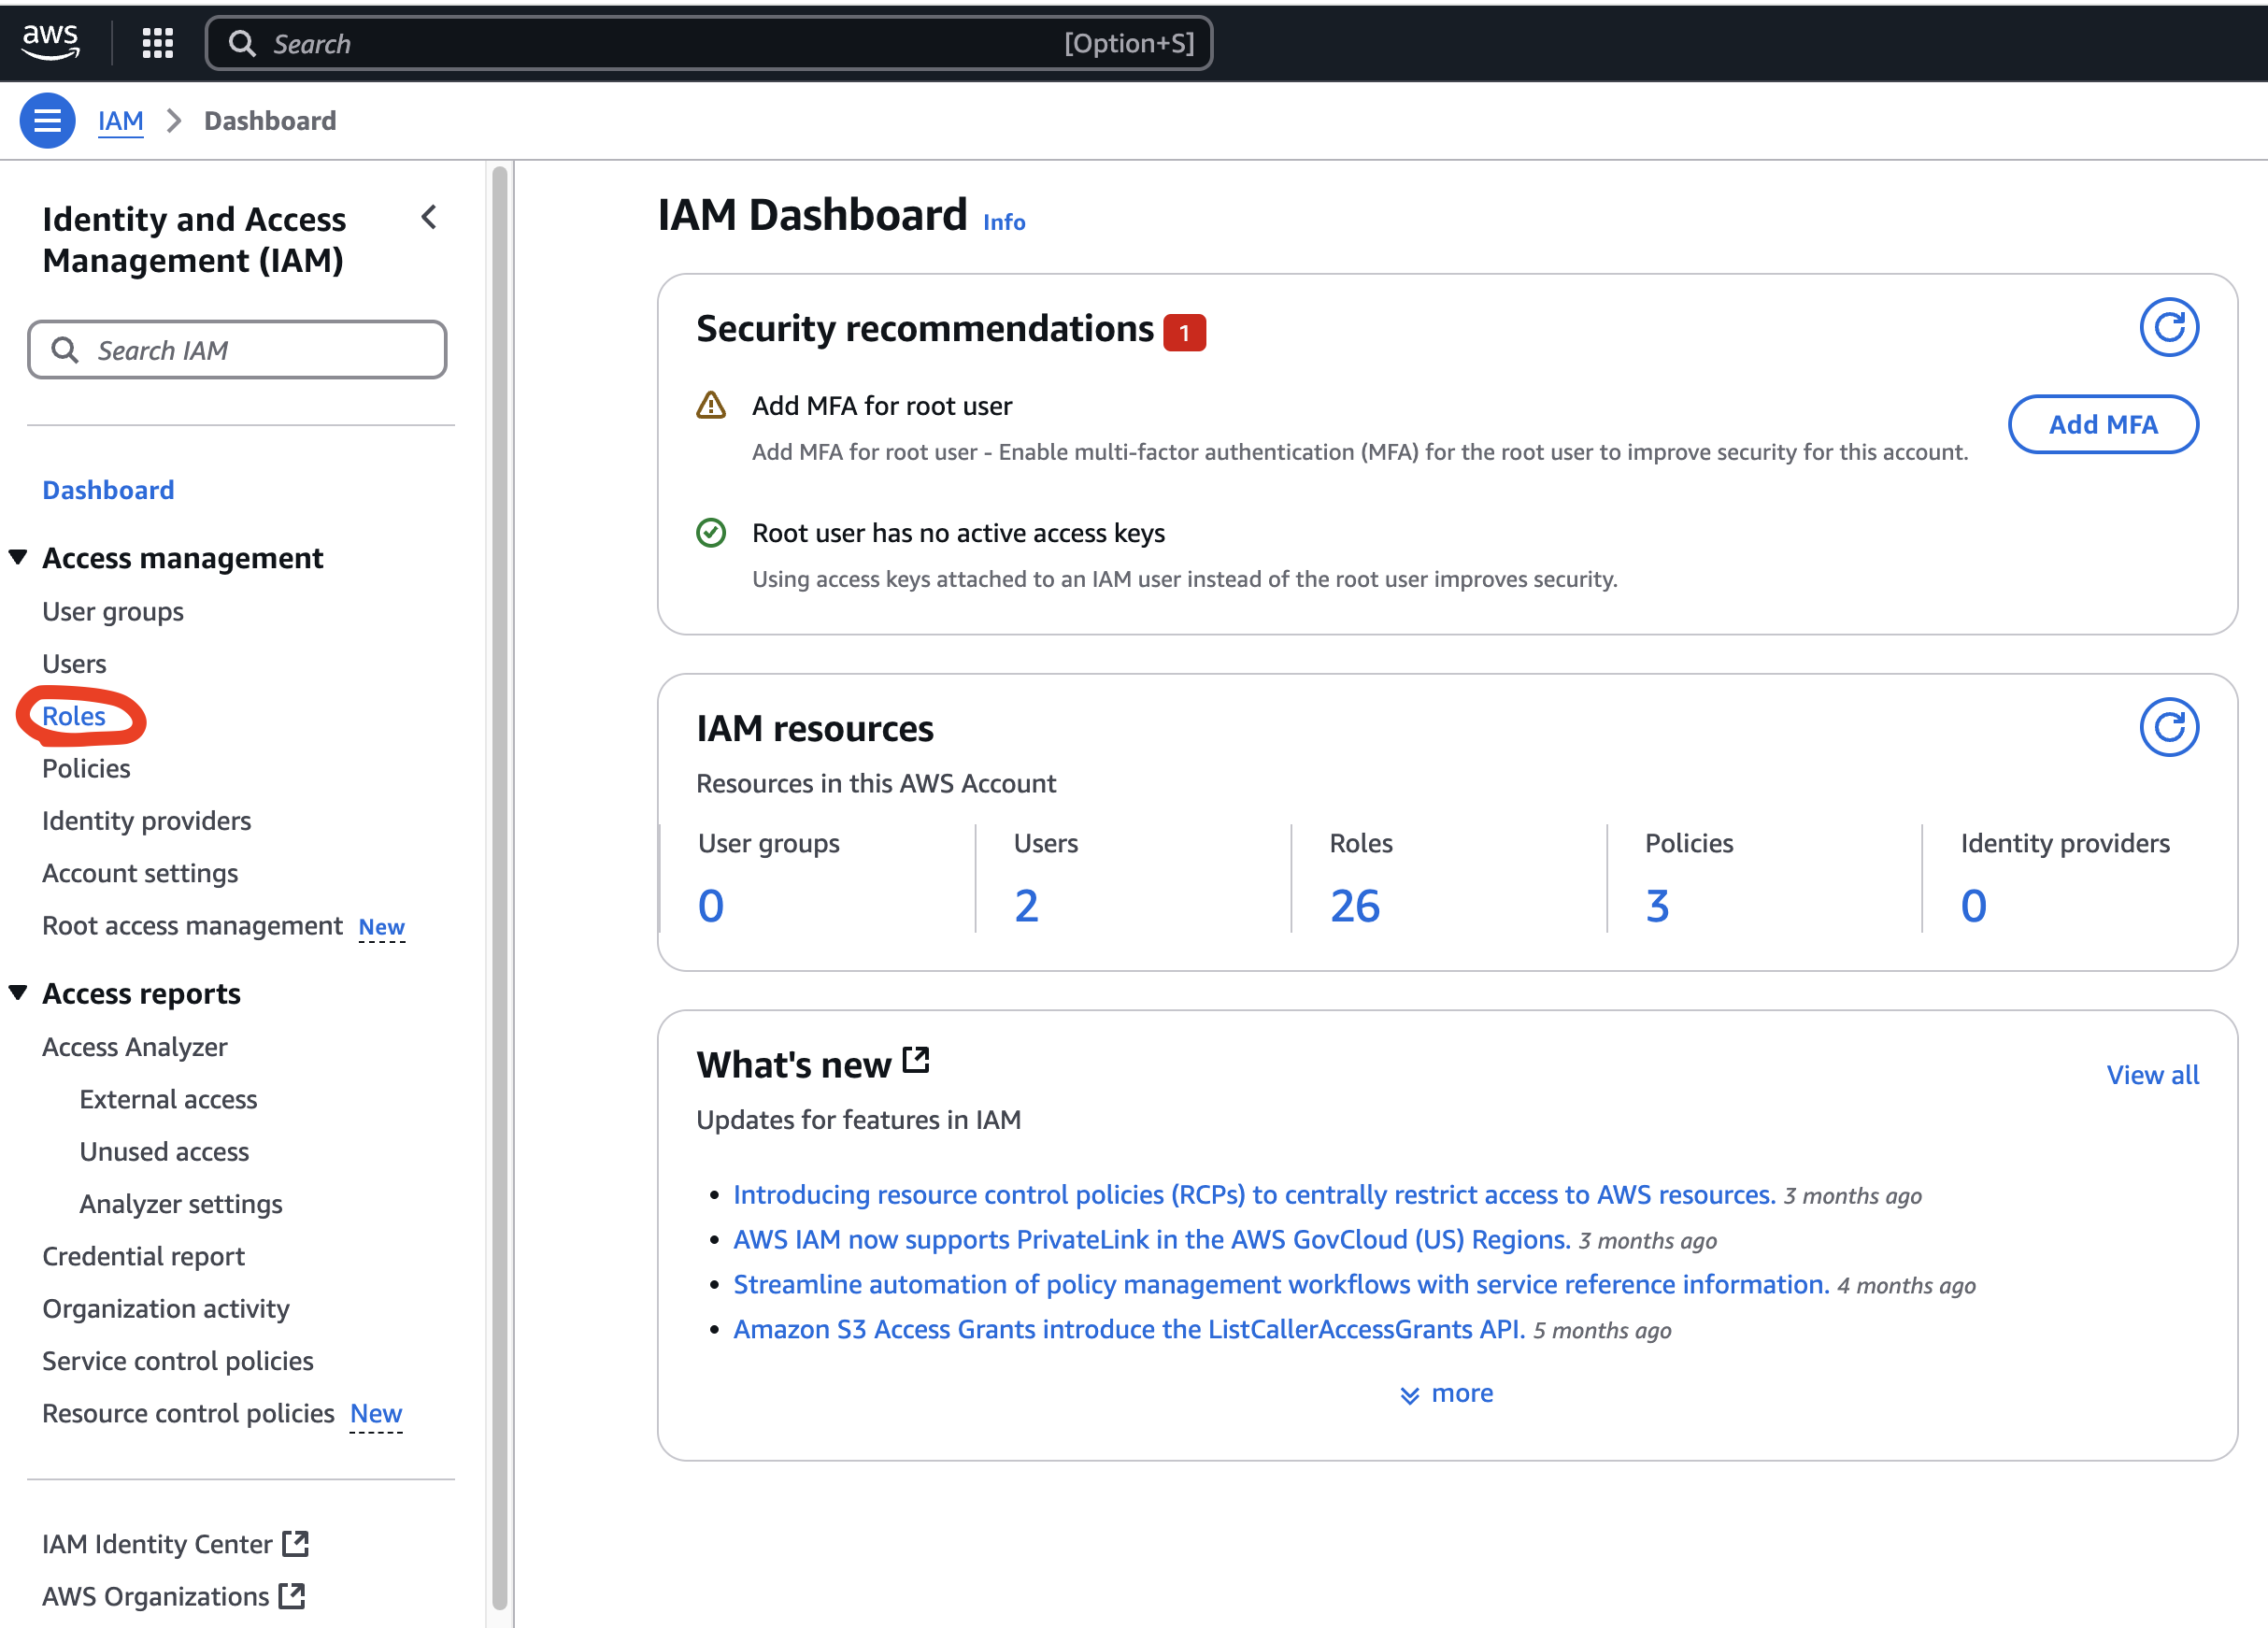 aws
Search [Option+S]
IAM Dashboard
Identity and Access
Management (IAM)
Search IAM
Dashboard
Access management
User groups
Users
Roles
Policies
Identity providers
Account settings
Root access management New
Access reports
Access Analyzer
External access
Unused access
Analyzer settings
Credential report
Organization activity
Service control policies
Resource control policies New
IAM Identity Center
AWS Organizations
IAM Dashboard Info
Security recommendations 1
Add MFA for root user
Add MFA for root user - Enable multi-factor authentication (MFA) for the root user to improve security for this account.
Add MFA
Root user has no active access keys
Using access keys attached to an IAM user instead of the root user improves security.
IAM resources
Resources in this AWS Account
User groups Users Roles Policies Identity providers
0 2 26 3 0
What's new
View all
Updates for features in IAM
Introducing resource control policies (RCPs) to centrally restrict access to AWS resources. 3 months ago
AWS IAM now supports PrivateLink in the AWS GovCloud (US) Regions. 3 months ago
Streamline automation of policy management workflows with service reference information. 4 months ago
Amazon S3 Access Grants introduce the ListCallerAccessGrants API. 5 months ago
more